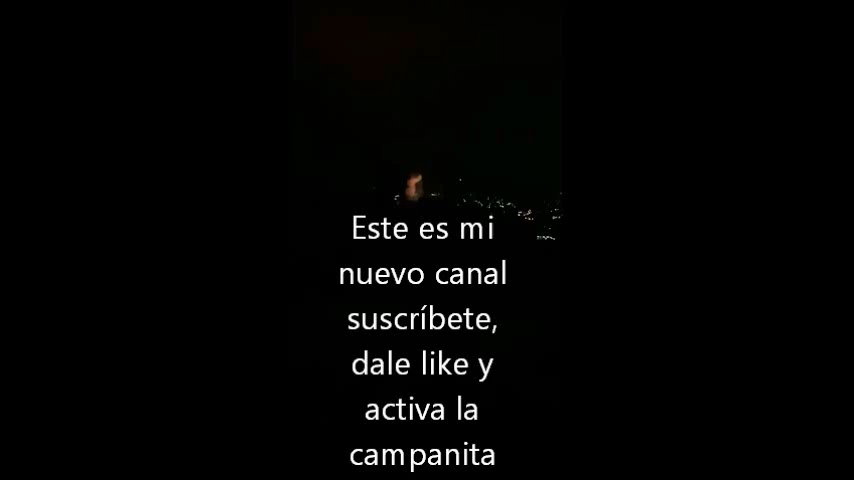 Este es mi
nuevo canal
suscríbete,
dale like y
activa la
campanita